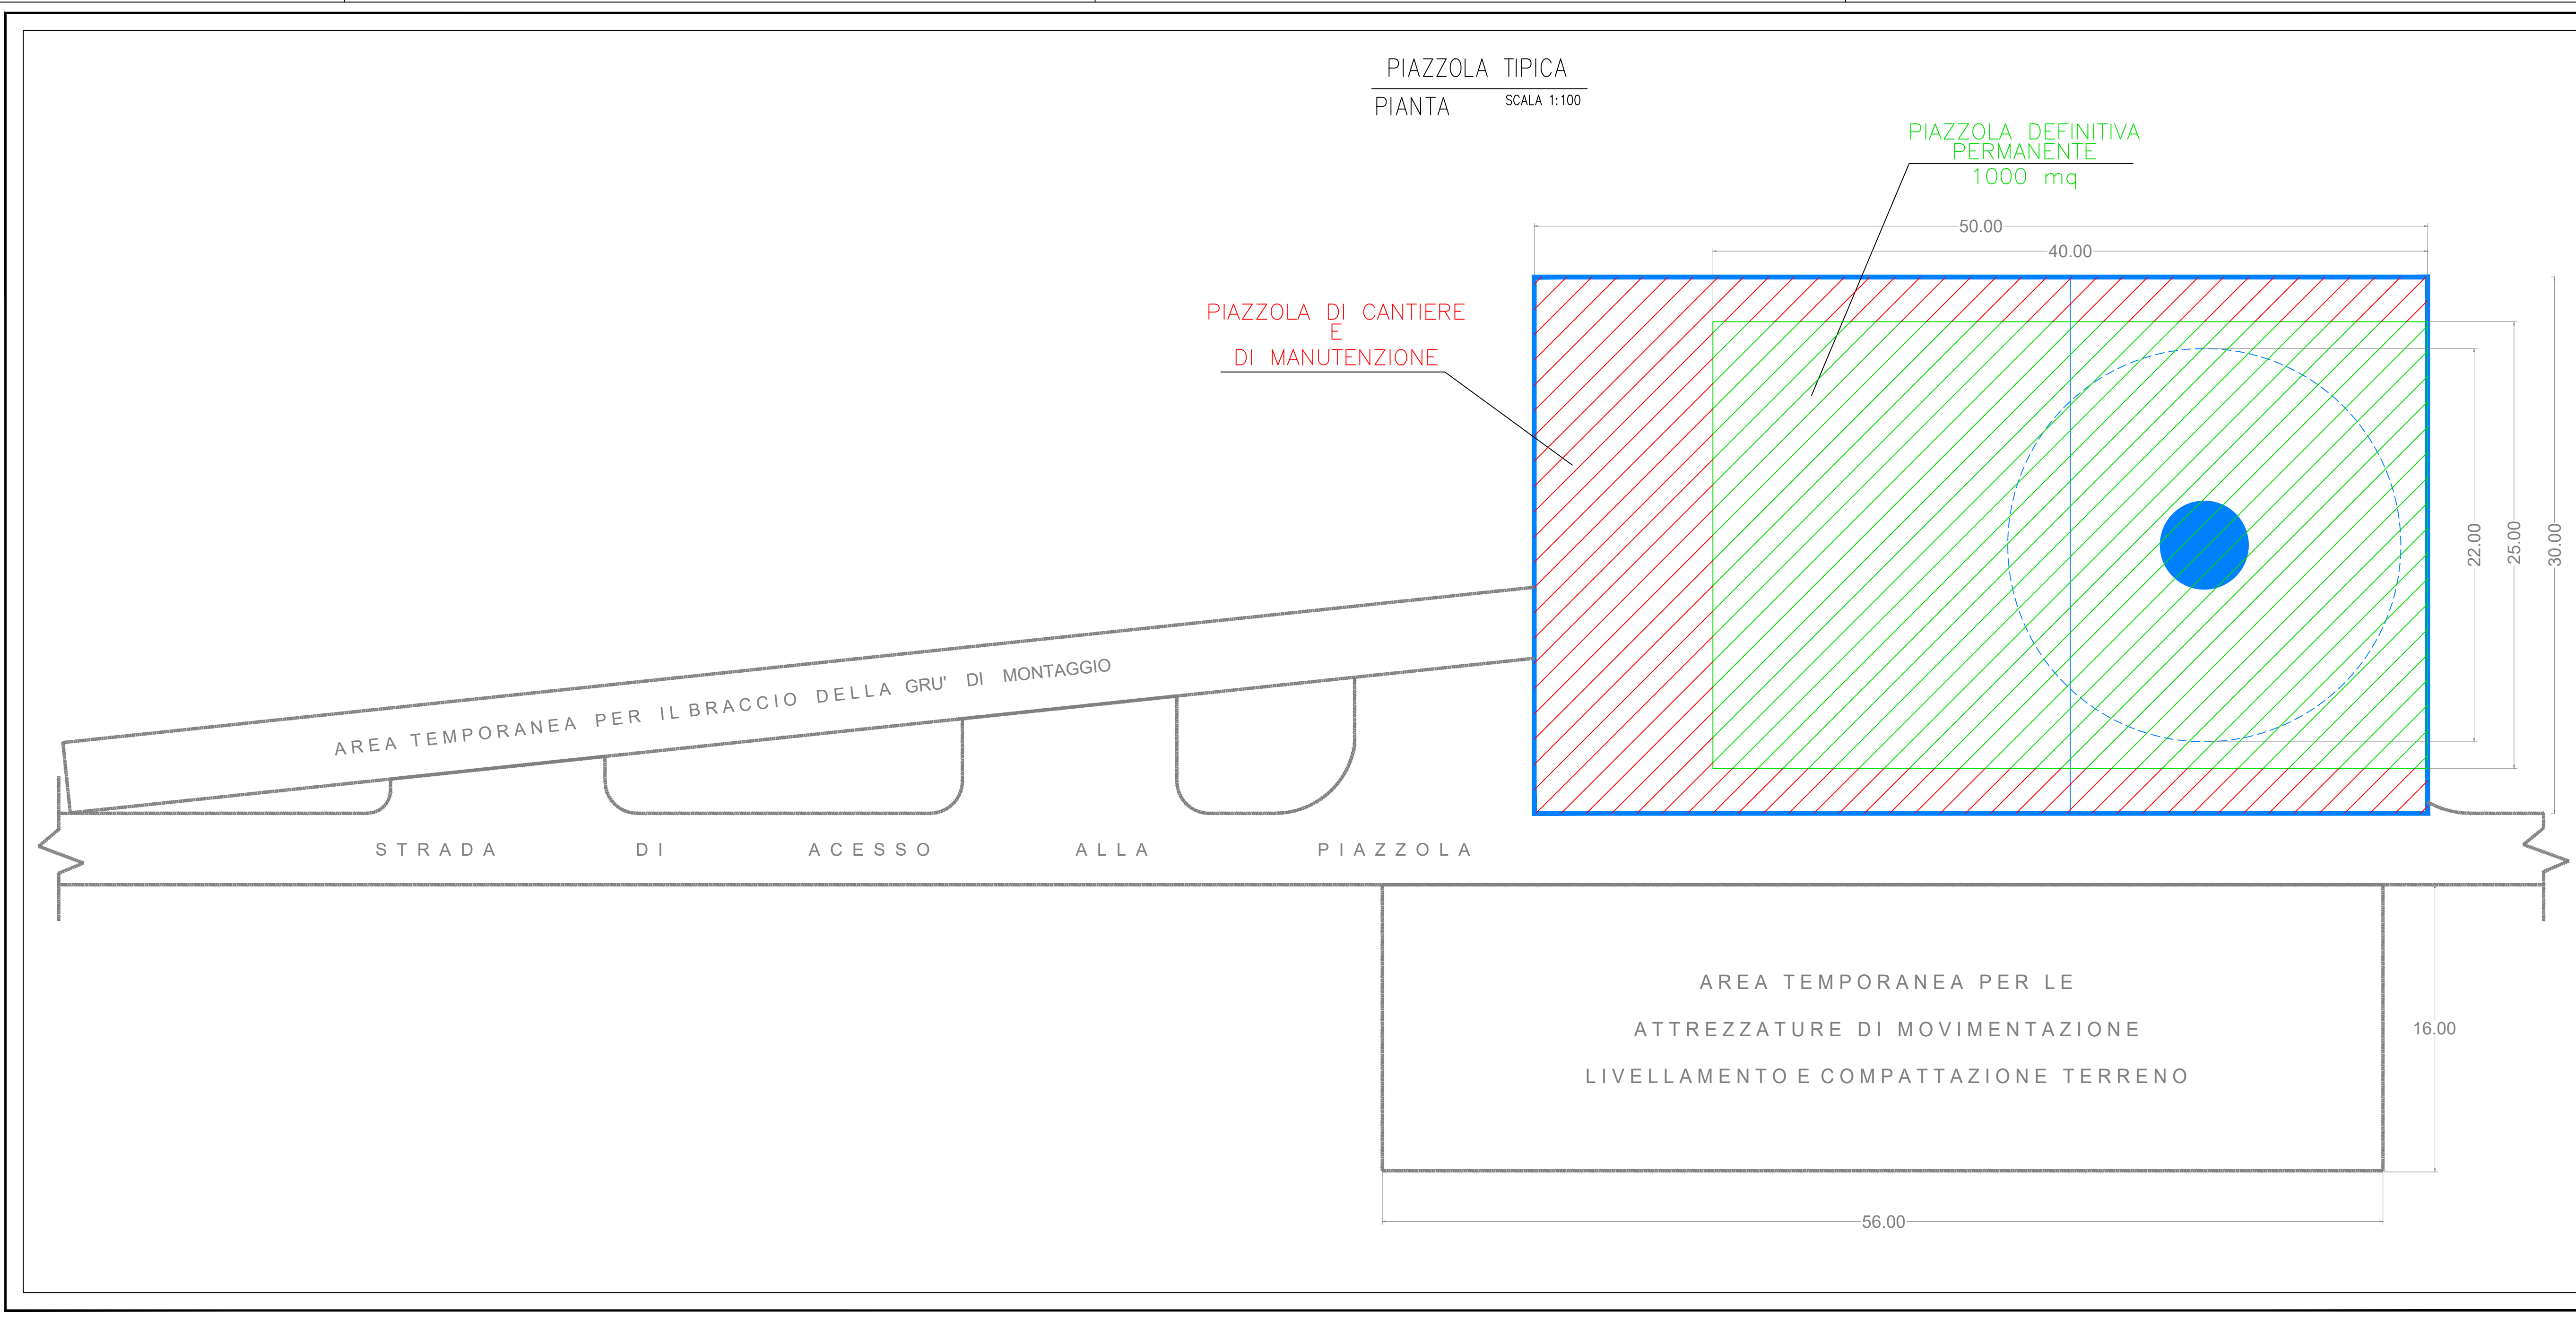 PIAZZOLA TIPICA
PIANTA SCALA 1:100
PIAZZOLA DEFINITIVA
PERMANENTE
1000 mq
50.00
40.00
PIAZZOLA DI CANTIERE
E
DI MANUTENZIONE
22.00
25.00
30.00
AREA TEMPORANEA PER IL BRACCIO DELLA GRU' DI MONTAGGIO
STRADA DI ACESSO ALLA PIAZZOLA
AREA TEMPORANEA PER LE
ATTREZZATURE DI MOVIMENTAZIONE
LIVELLAMENTO E COMPATTAZIONE TERRENO
16.00
56.00